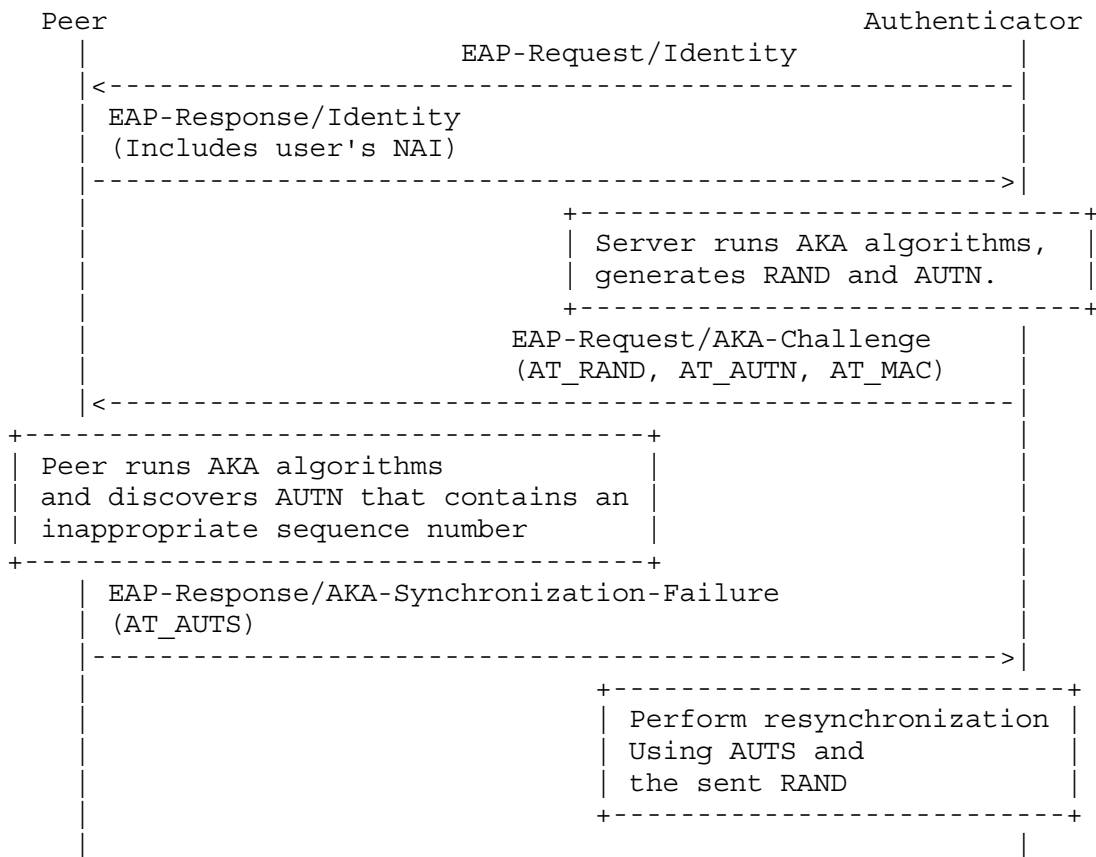 Peer Authenticator
EAP-Request/Identity
EAP-Response/Identity
(Includes user's NAI)
Server runs AKA algorithms,
generates RAND and AUTN.
EAP-Request/AKA-Challenge
(AT_RAND, AT_AUTN, AT_MAC)
Peer runs AKA algorithms
and discovers AUTN that contains an
inappropriate sequence number
EAP-Response/AKA-Synchronization-Failure
(AT_AUTS)
Perform resynchronization
Using AUTS and
the sent RAND